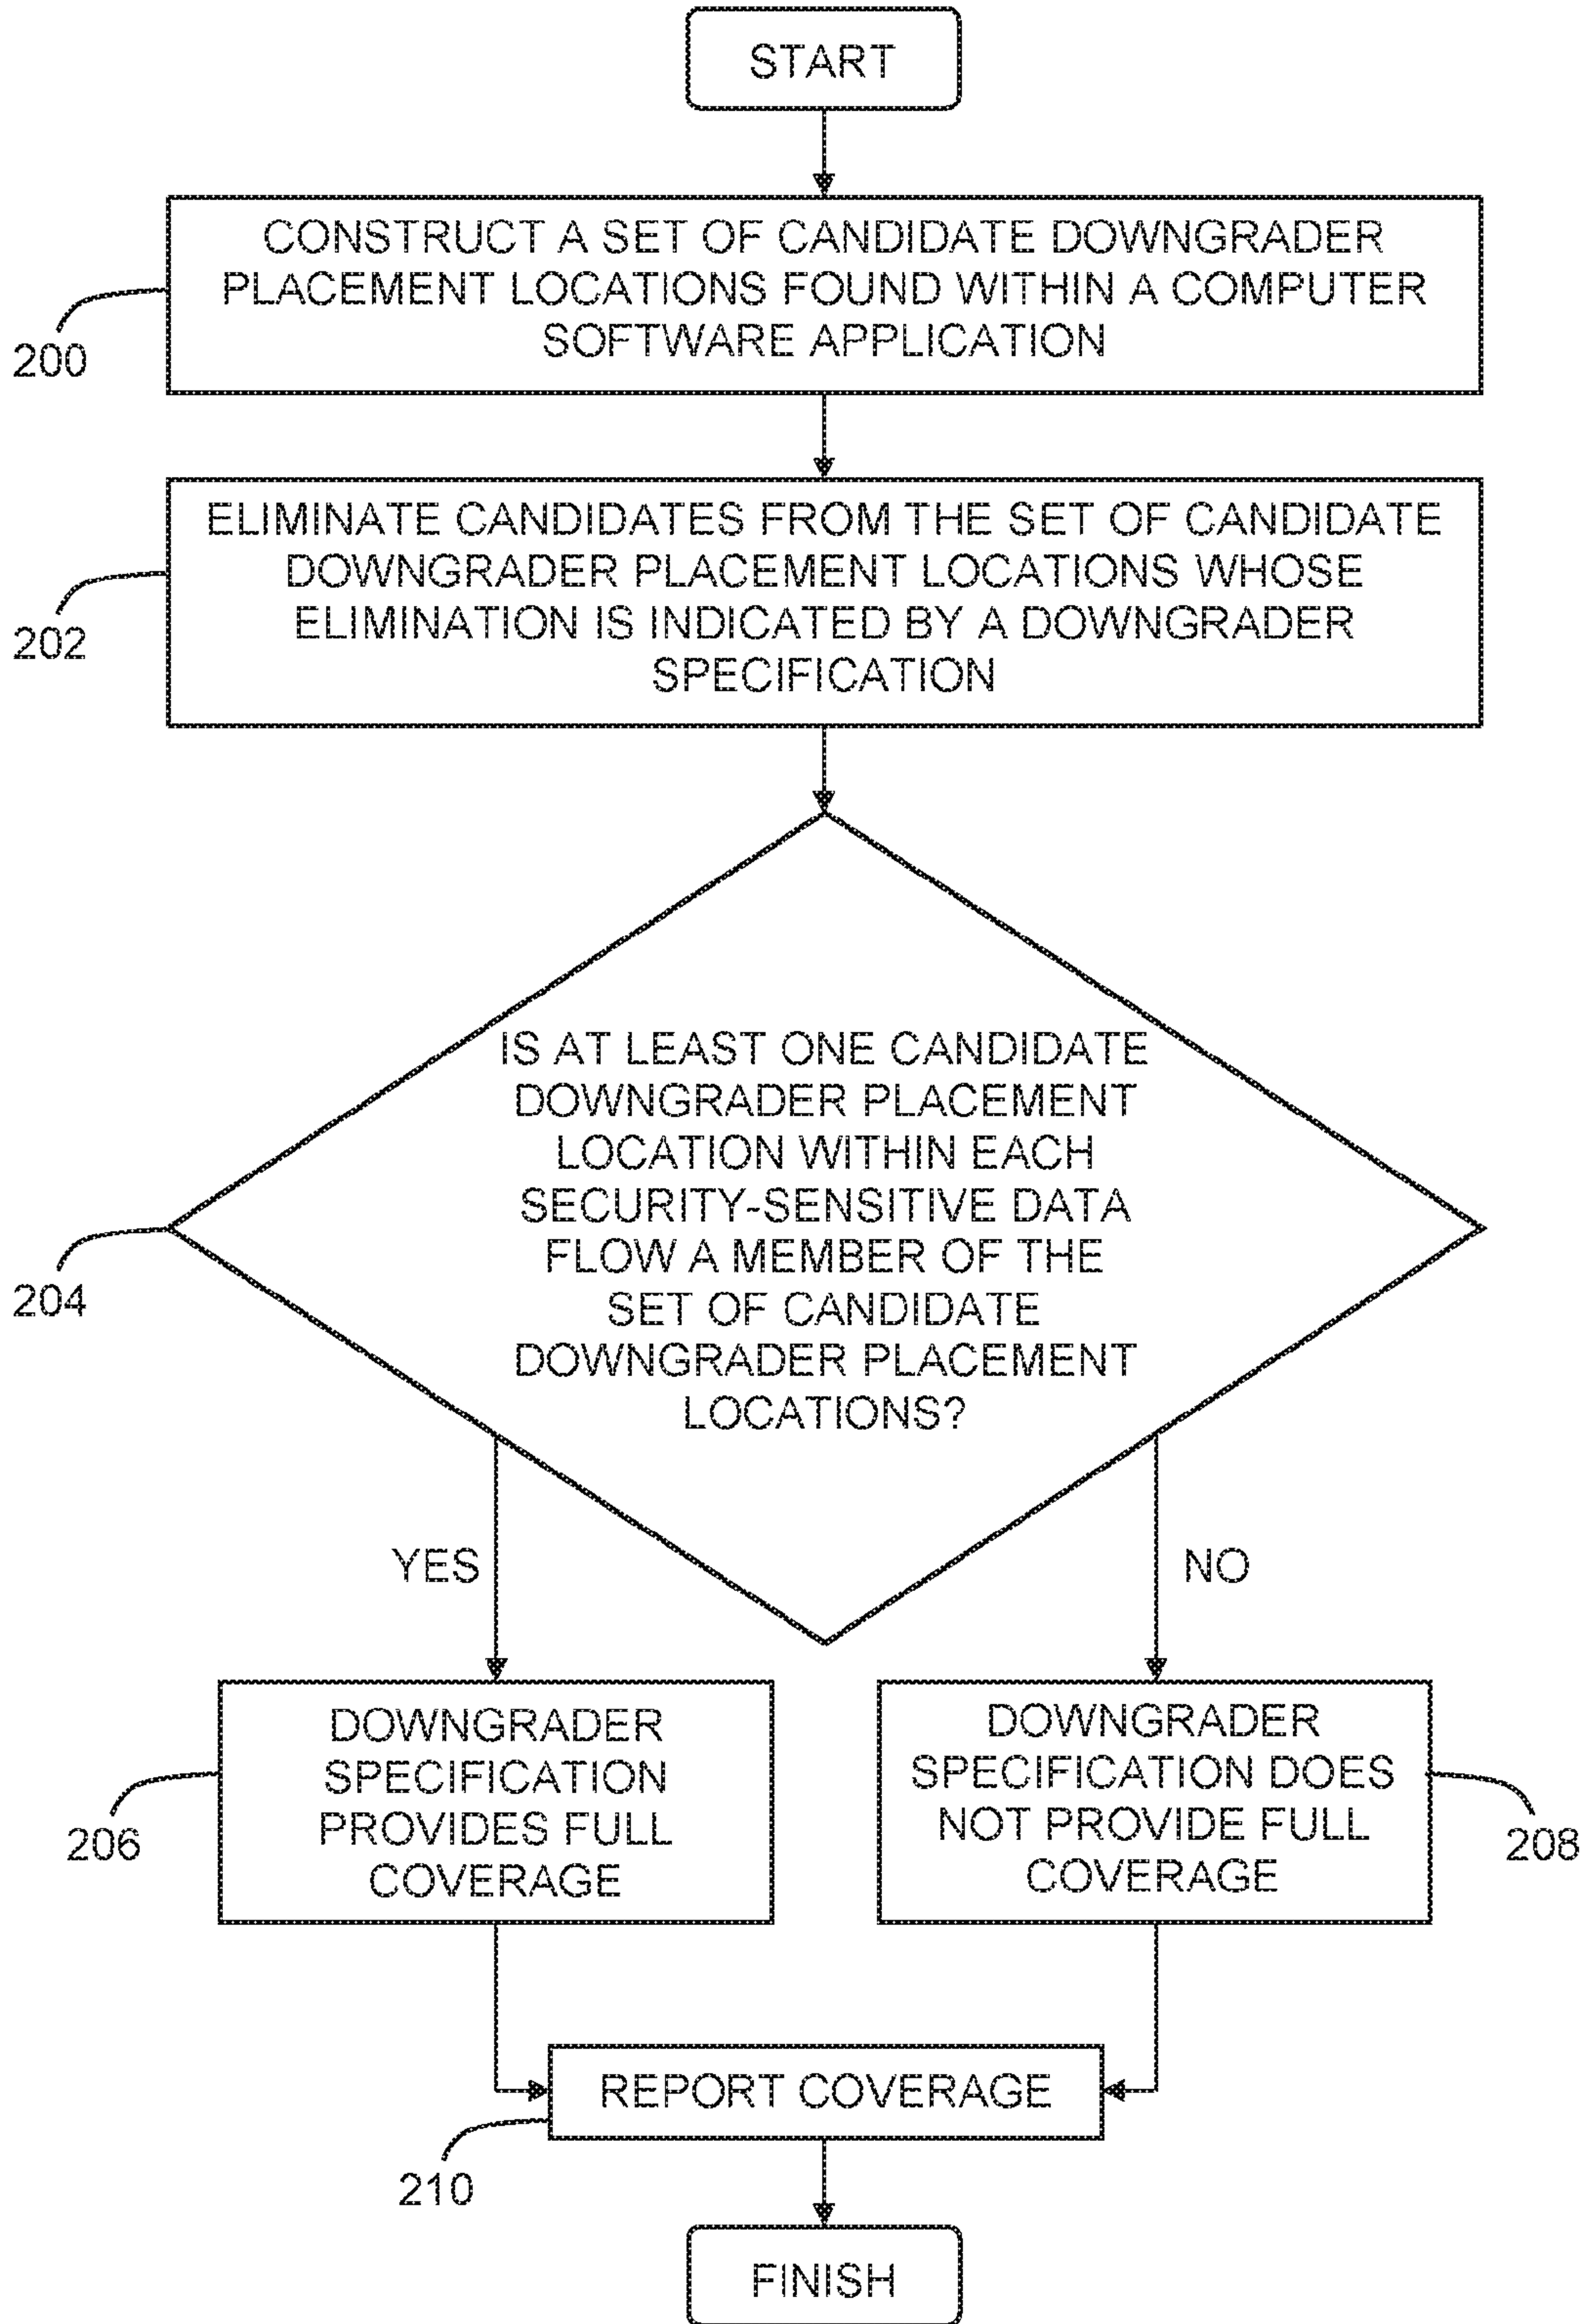 START
CONSTRUCT A SET OF CANDIDATE DOWNGRADER
PLACEMENT LOCATIONS FOUND WITHIN A COMPUTER
SOFTWARE APPLICATION
200
ELIMINATE CANDIDATES FROM THE SET OF CANDIDATE
DOWNGRADER PLACEMENT LOCATIONS WHOSE
ELIMINATION IS INDICATED BY A DOWNGRADER
SPECIFICATION
202
IS AT LEAST ONE CANDIDATE
DOWNGRADER PLACEMENT
LOCATION WITHIN EACH
SECURITY-SENSITIVE DATA
FLOW A MEMBER OF THE
SET OF CANDIDATE
DOWNGRADER PLACEMENT
LOCATIONS?
204
YES
NO
DOWNGRADER
SPECIFICATION
PROVIDES FULL
COVERAGE
206
DOWNGRADER
SPECIFICATION DOES
NOT PROVIDE FULL
COVERAGE
208
REPORT COVERAGE
210
FINISH